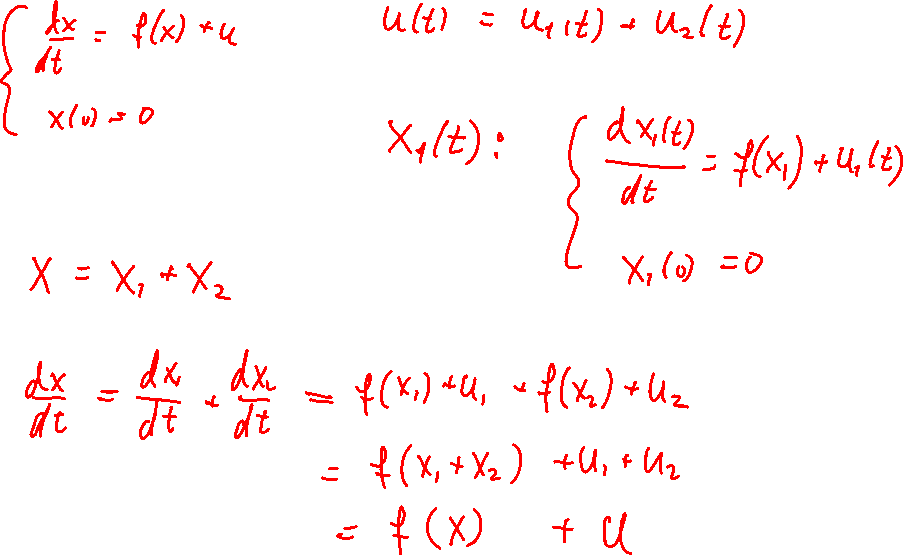 dx/dt = f(x) + u
x(0) = 0
u(t) = u₁(t) + u₂(t)
x₁(t) :
dx₁(t)/dt = f(x₁) + u₁(t)
x₁(0) = 0
x = x₁ + x₂
dx/dt = dx₁/dt + dx₂/dt = f(x₁) + u₁ + f(x₂) + u₂
= f(x₁ + x₂) + u₁ + u₂
= f(x) + u